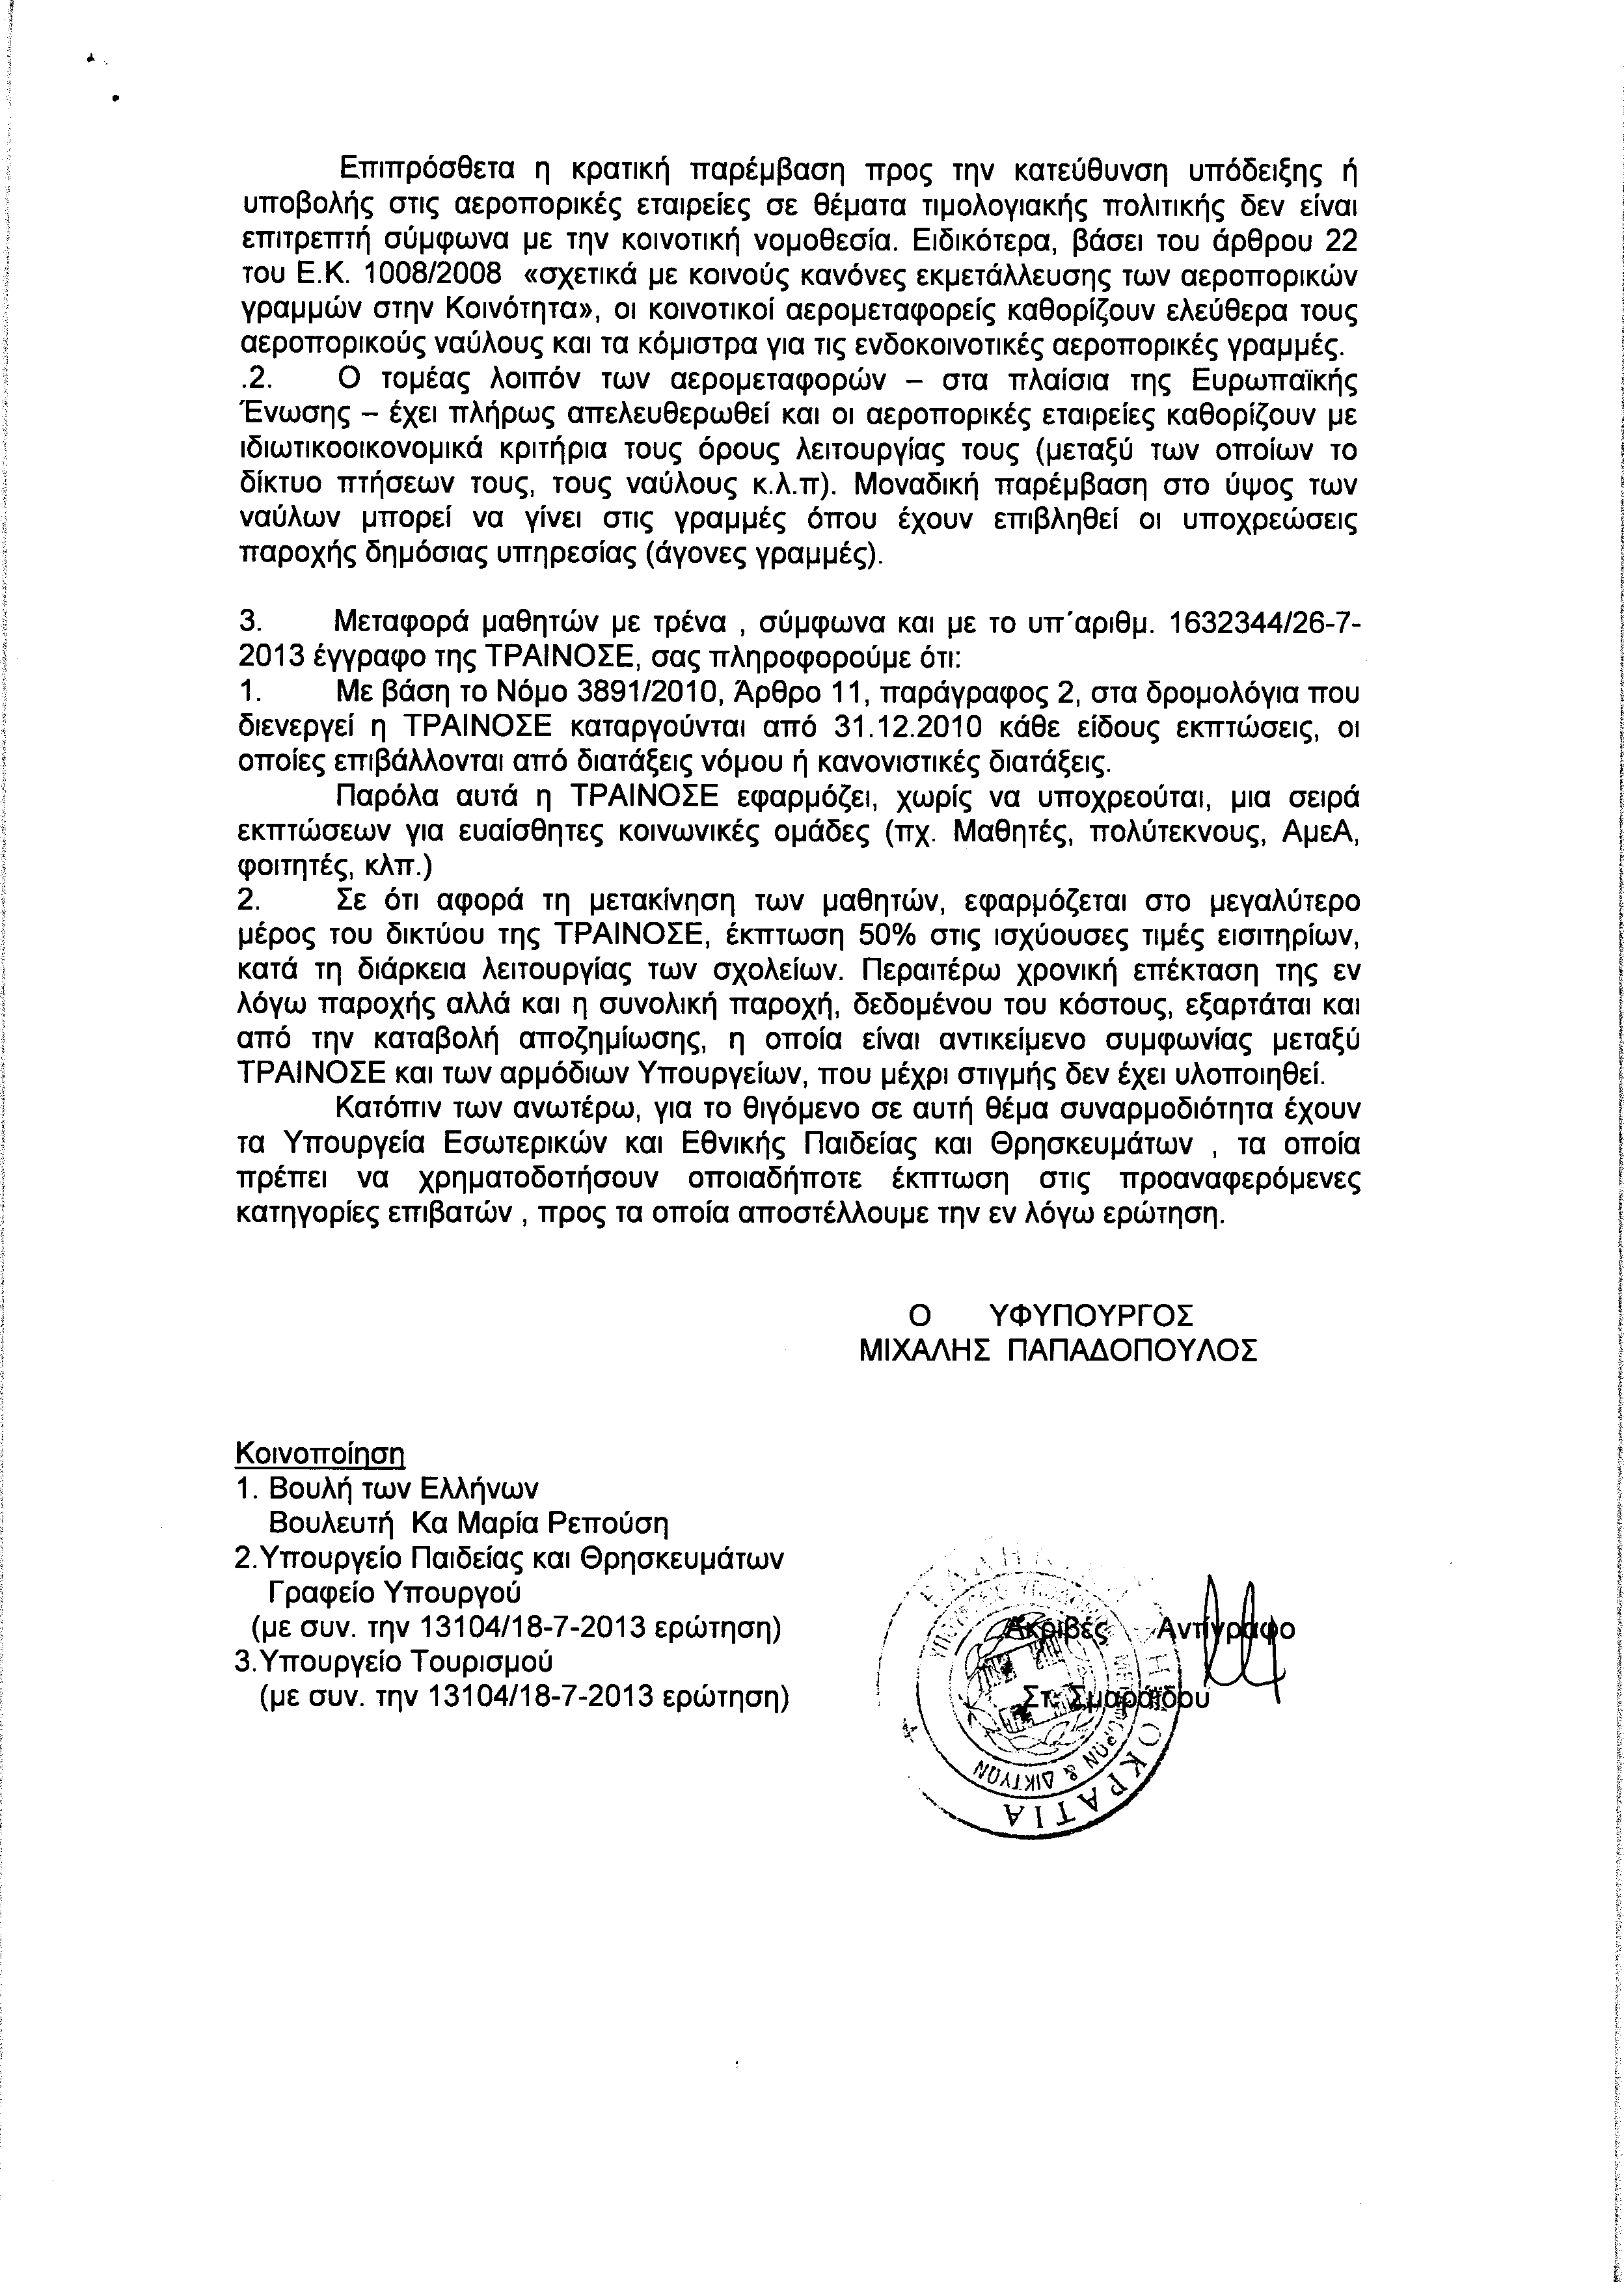 Επιπρόσθετα η κρατική παρέμβαση προς την κατεύθυνση υπόδειξης ή
υποβολής στις αεροπορικές εταιρείες σε θέματα τιμολογιακής πολιτικής δεν είναι
επιτρεπτή σύμφωνα με την κοινοτική νομοθεσία. Ειδικότερα, βάσει του άρθρου 22
του Ε.Κ. 1008/2008 «σχετικά με κοινούς κανόνες εκμετάλλευσης των αεροπορικών
γραμμών στην Κοινότητα», οι κοινοτικοί αερομεταφορείς καθορίζουν ελεύθερα τους
αεροπορικούς ναύλους και τα κόμιστρα για τις ενδοκοινοτικές αεροπορικές γραμμές.
.2. Ο τομέας λοιπόν των αερομεταφορών – στα πλαίσια της Ευρωπαϊκής
Ένωσης – έχει πλήρως απελευθερωθεί και οι αεροπορικές εταιρείες καθορίζουν με
ιδιωτικοοικονομικά κριτήρια τους όρους λειτουργίας τους (μεταξύ των οποίων το
δίκτυο πτήσεων τους, τους ναύλους κ.λ.π). Μοναδική παρέμβαση στο ύψος των
ναύλων μπορεί να γίνει στις γραμμές όπου έχουν επιβληθεί οι υποχρεώσεις
παροχής δημόσιας υπηρεσίας (άγονες γραμμές).
3. Μεταφορά μαθητών με τρένα , σύμφωνα και με το υπ΄αριθμ. 1632344/26-7-
2013 έγγραφο της ΤΡΑΙΝΟΣΕ, σας πληροφορούμε ότι:
1. Με βάση το Νόμο 3891/2010, Άρθρο 11, παράγραφος 2, στα δρομολόγια που
διενεργεί η ΤΡΑΙΝΟΣΕ καταργούνται από 31.12.2010 κάθε είδους εκπτώσεις, οι
οποίες επιβάλλονται από διατάξεις νόμου ή κανονιστικές διατάξεις.
Παρόλα αυτά η ΤΡΑΙΝΟΣΕ εφαρμόζει, χωρίς να υποχρεούται, μια σειρά
εκπτώσεων για ευαίσθητες κοινωνικές ομάδες (πχ. Μαθητές, πολύτεκνους, ΑμεΑ,
φοιτητές, κλπ.)
2. Σε ότι αφορά τη μετακίνηση των μαθητών, εφαρμόζεται στο μεγαλύτερο
μέρος του δικτύου της ΤΡΑΙΝΟΣΕ, έκπτωση 50% στις ισχύουσες τιμές εισιτηρίων,
κατά τη διάρκεια λειτουργίας των σχολείων. Περαιτέρω χρονική επέκταση της εν
λόγω παροχής αλλά και η συνολική παροχή, δεδομένου του κόστους, εξαρτάται και
από την καταβολή αποζημίωσης, η οποία είναι αντικείμενο συμφωνίας μεταξύ
ΤΡΑΙΝΟΣΕ και των αρμόδιων Υπουργείων, που μέχρι στιγμής δεν έχει υλοποιηθεί.
Κατόπιν των ανωτέρω, για το θιγόμενο σε αυτή θέμα συναρμοδιότητα έχουν
τα Υπουργεία Εσωτερικών και Εθνικής Παιδείας και Θρησκευμάτων , τα οποία
πρέπει να χρηματοδοτήσουν οποιαδήποτε έκπτωση στις προαναφερόμενες
κατηγορίες επιβατών , προς τα οποία αποστέλλουμε την εν λόγω ερώτηση.
Ο ΥΦΥΠΟΥΡΓΟΣ
ΜΙΧΑΛΗΣ ΠΑΠΑΔΟΠΟΥΛΟΣ
Κοινοποίηση
1. Βουλή των Ελλήνων
Βουλευτή Κα Μαρία Ρεπούση
2.Υπουργείο Παιδείας και Θρησκευμάτων
Γραφείο Υπουργού
(με συν. την 13104/18-7-2013 ερώτηση)
3.Υπουργείο Τουρισμού
(με συν. την 13104/18-7-2013 ερώτηση)
Ακριβές Αντίγραφο
Στ. Σμαραΐδου
& ΔΙΚΤΥΩΝ